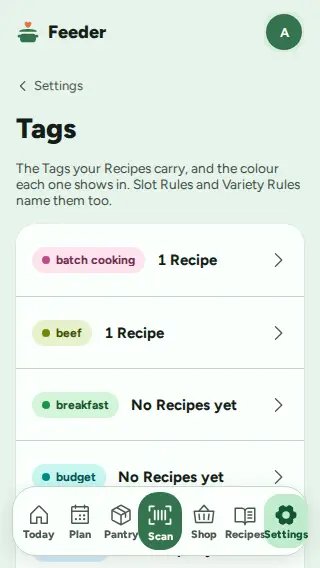 Feeder
A
Settings
Tags
The Tags your Recipes carry, and the colour
each one shows in. Slot Rules and Variety Rules
name them too.
batch cooking 1 Recipe
beef 1 Recipe
breakfast No Recipes yet
budget No Recipes yet
Today Plan Pantry Scan Shop Recipes Settings